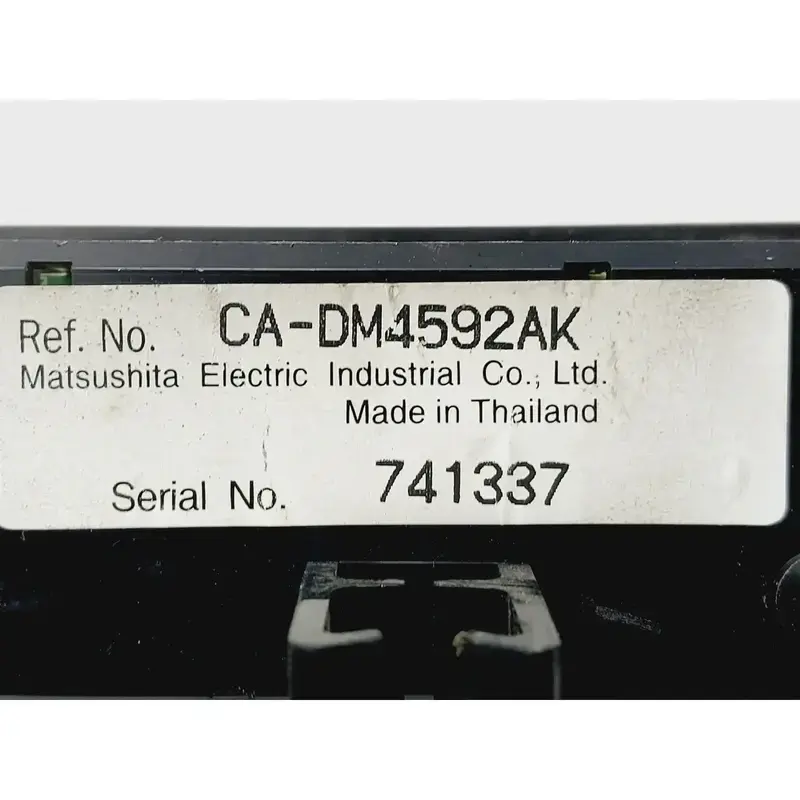 Ref. No. CA-DM4592AK
Matsushita Electric Industrial Co., Ltd.
Made in Thailand
Serial No. 741337